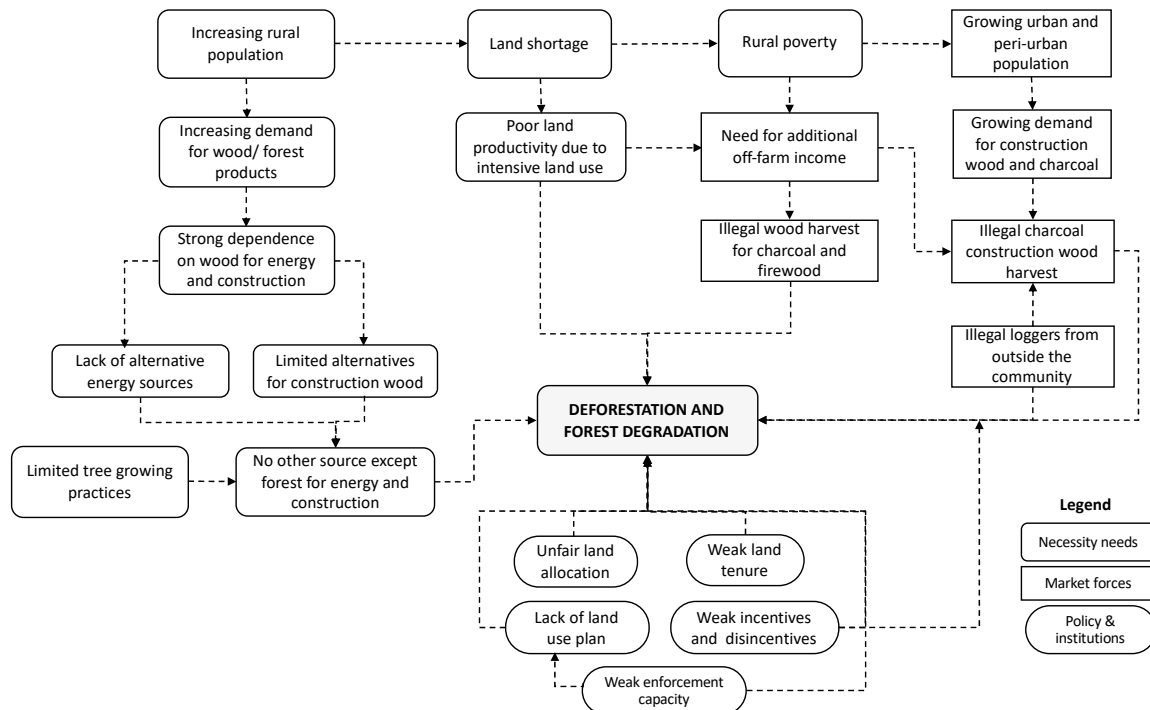 Increasing rural
population
Land shortage
Rural poverty
Growing urban and
peri-urban
population
Increasing demand
for wood/ forest
products
Poor land
productivity due to
intensive land use
Need for additional
off-farm income
Growing demand
for construction
wood and charcoal
Strong dependence
on wood for energy
and construction
Illegal wood harvest
for charcoal and
firewood
Illegal charcoal
construction wood
harvest
Lack of alternative
energy sources
Limited alternatives
for construction wood
Illegal loggers from
outside the
community
DEFORESTATION AND
FOREST DEGRADATION
Limited tree growing
practices
No other source except
forest for energy and
construction
Unfair land
allocation
Weak land
tenure
Lack of land
use plan
Weak incentives
and disincentives
Weak enforcement
capacity
Legend
Necessity needs
Market forces
Policy &
institutions